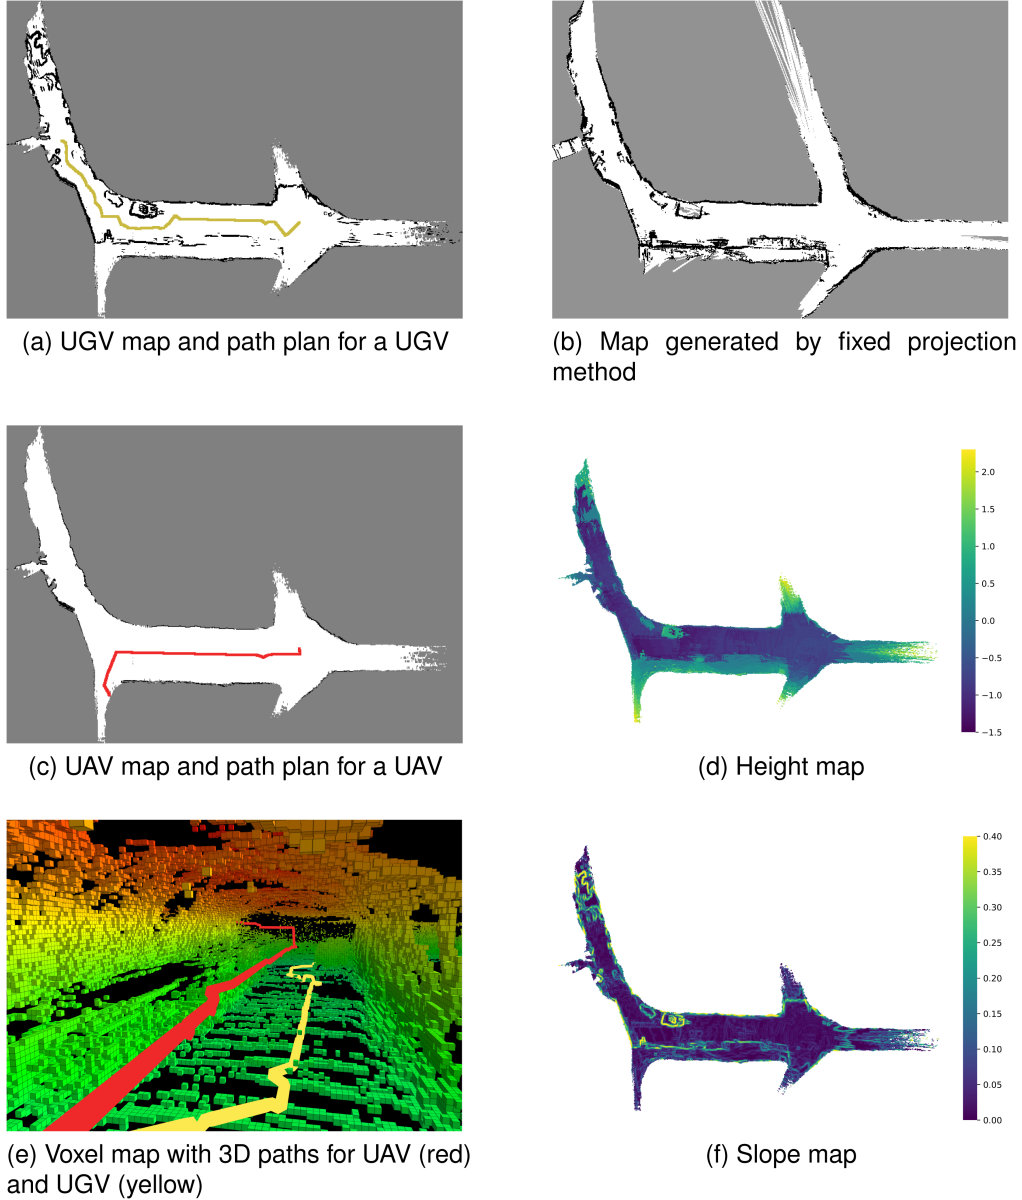 (a) UGV map and path plan for a UGV
(b) Map generated by fixed projection
method
2.0
1.5
1.0
0.5
0.0
−0.5
−1.0
−1.5
(c) UAV map and path plan for a UAV
(d) Height map
0.40
0.35
0.30
0.25
0.20
0.15
0.10
0.05
0.00
(e) Voxel map with 3D paths for UAV (red)
and UGV (yellow)
(f) Slope map